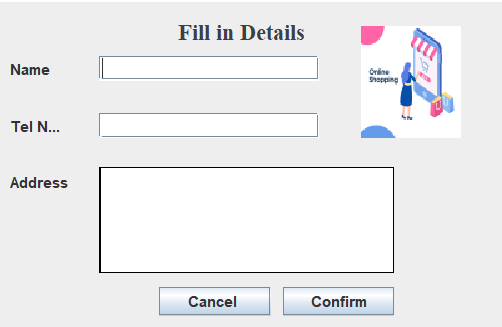 Fill in Details
Name
Online
Shopping
Tel N...
Address
Cancel
Confirm